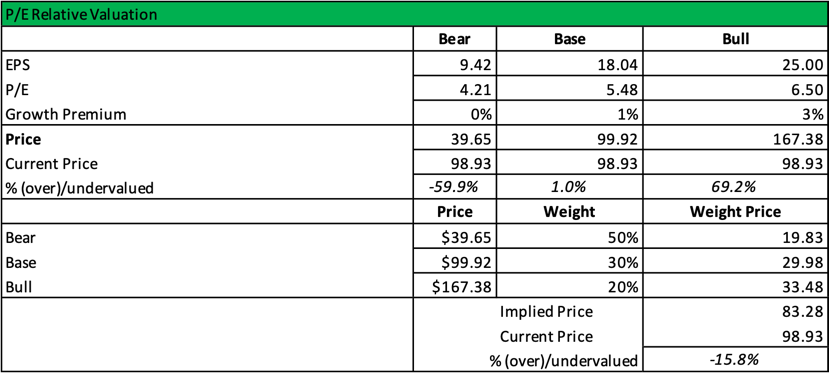 P/E Relative Valuation
Bear Base Bull
EPS 9.42 18.04 25.00
P/E 4.21 5.48 6.50
Growth Premium 0% 1% 3%
Price 39.65 99.92 167.38
Current Price 98.93 98.93 98.93
% (over)/undervalued -59.9% 1.0% 69.2%
Price Weight Weight Price
Bear $39.65 50% 19.83
Base $99.92 30% 29.98
Bull $167.38 20% 33.48
Implied Price 83.28
Current Price 98.93
% (over)/undervalued -15.8%